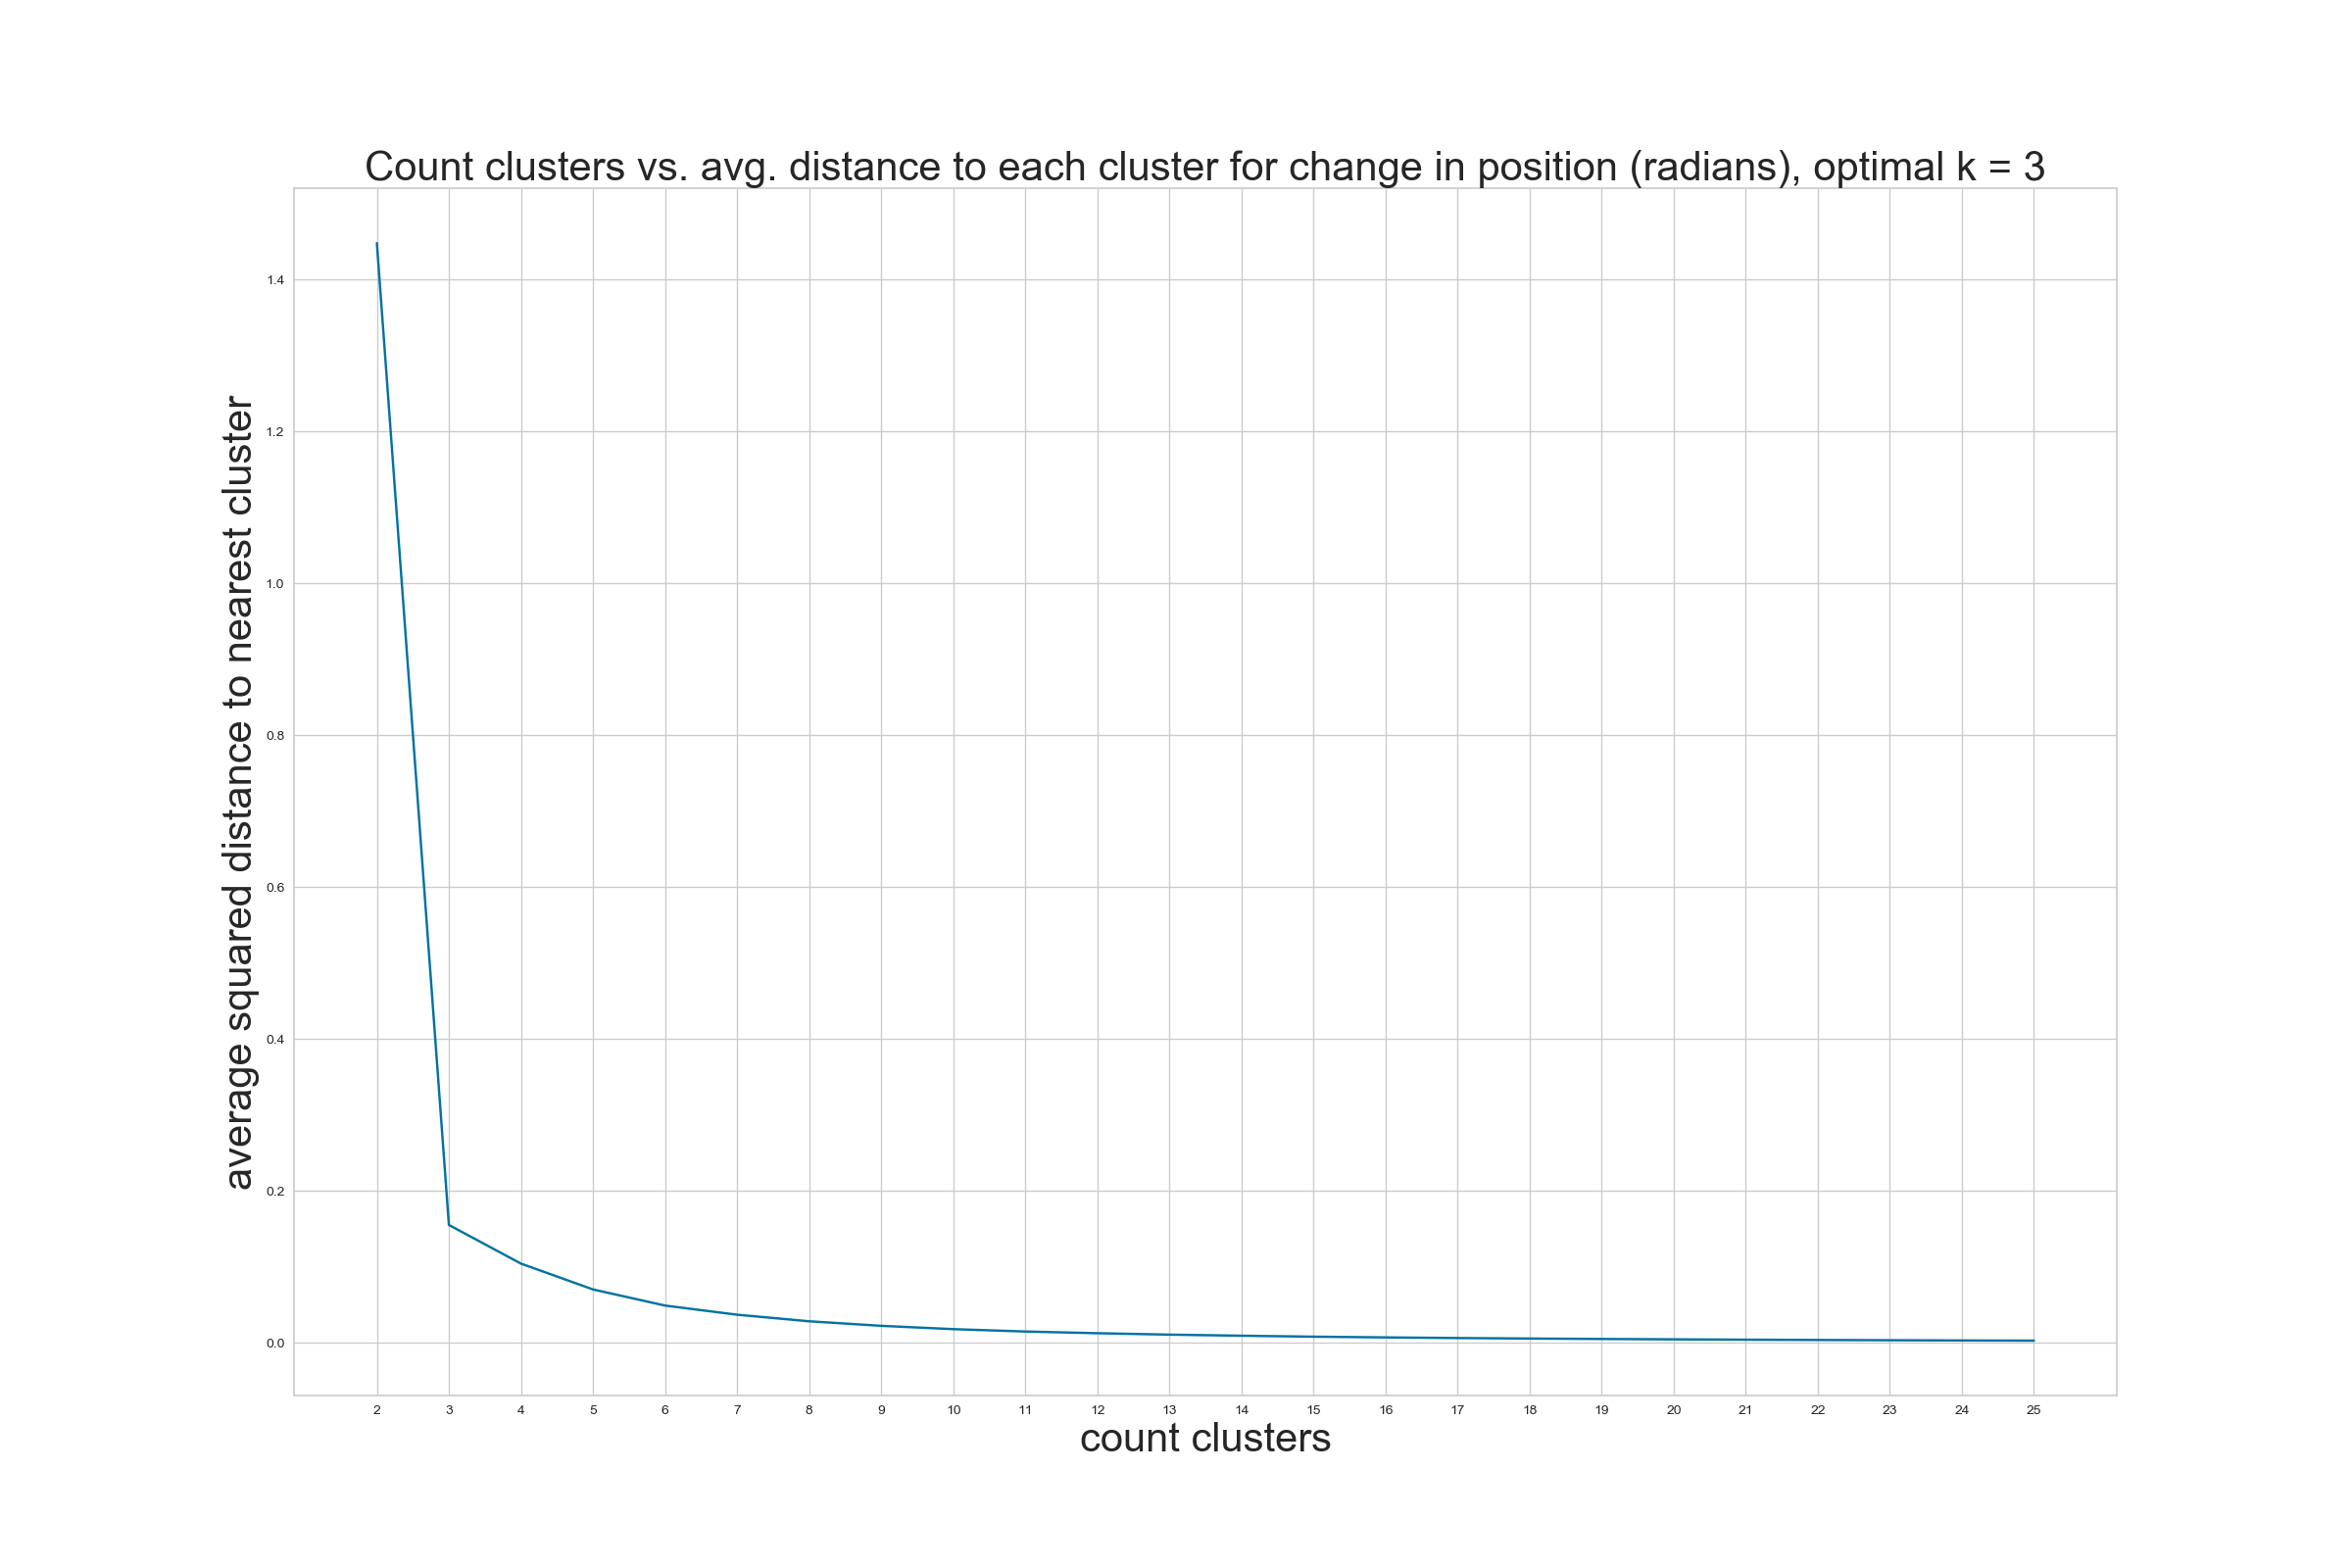 Count clusters vs. avg. distance to each cluster for change in position (radians), optimal k = 3
average squared distance to nearest cluster
1.4
1.2
1.0
0.8
0.6
0.4
0.2
0.0
2 3 4 5 6 7 8 9 10 11 12 13 14 15 16 17 18 19 20 21 22 23 24 25
count clusters